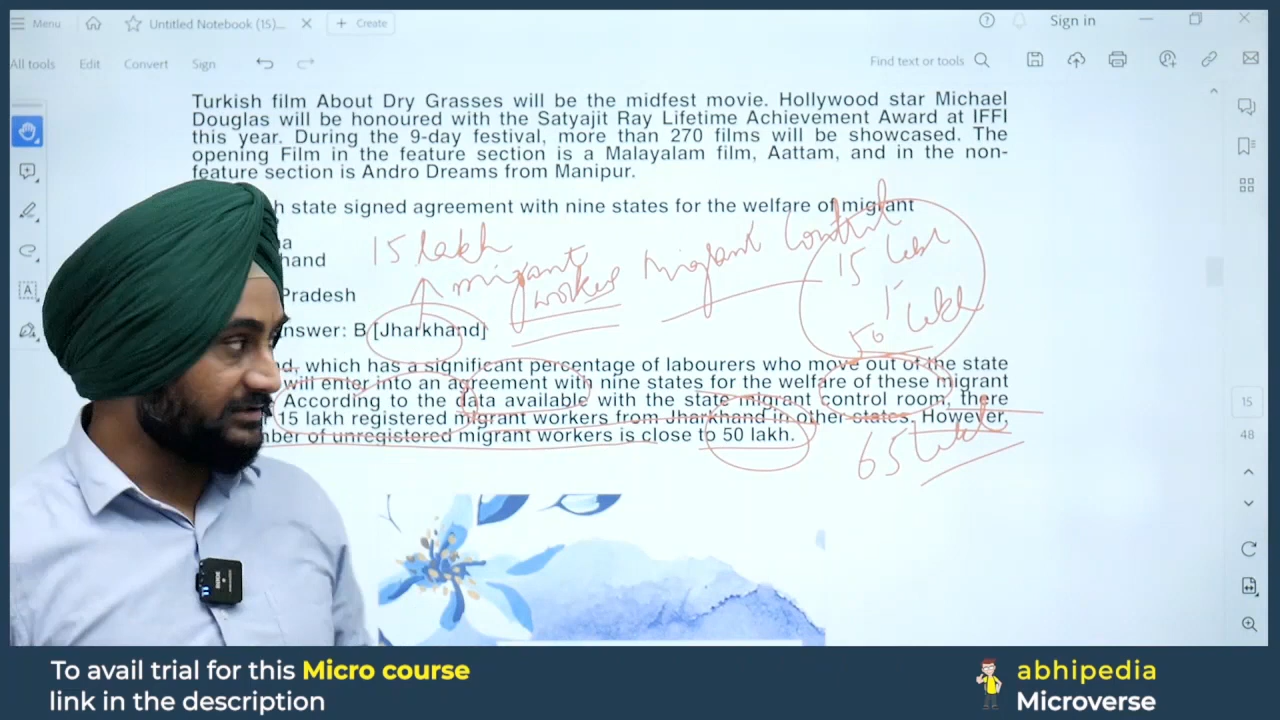 Menu
Untitled Notebook (15)...
+ Create
Sign in
All tools
Edit
Convert
Sign
Find text or tools
Turkish film About Dry Grasses will be the midfest movie. Hollywood star Michael
Douglas will be honoured with the Satyajit Ray Lifetime Achievement Award at IFFI
this year. During the 9-day festival, more than 270 films will be showcased. The
opening Film in the feature section is a Malayalam film, Aattam, and in the non-
feature section is Andro Dreams from Manipur.
state signed agreement with nine states for the welfare of migrant
15 lakh
migrant
workers
migrant control
15 lakh
50 lakh
Pradesh
B [Jharkhand]
which has a significant percentage of labourers who move out of the state
will enter into an agreement with nine states for the welfare of these migrant
According to the data available with the state migrant control room, there
15 lakh registered migrant workers from Jharkhand in other states. However,
of unregistered migrant workers is close to 50 lakh.
65 lakh
15
48
To avail trial for this Micro course
link in the description
abhipedia
Microverse